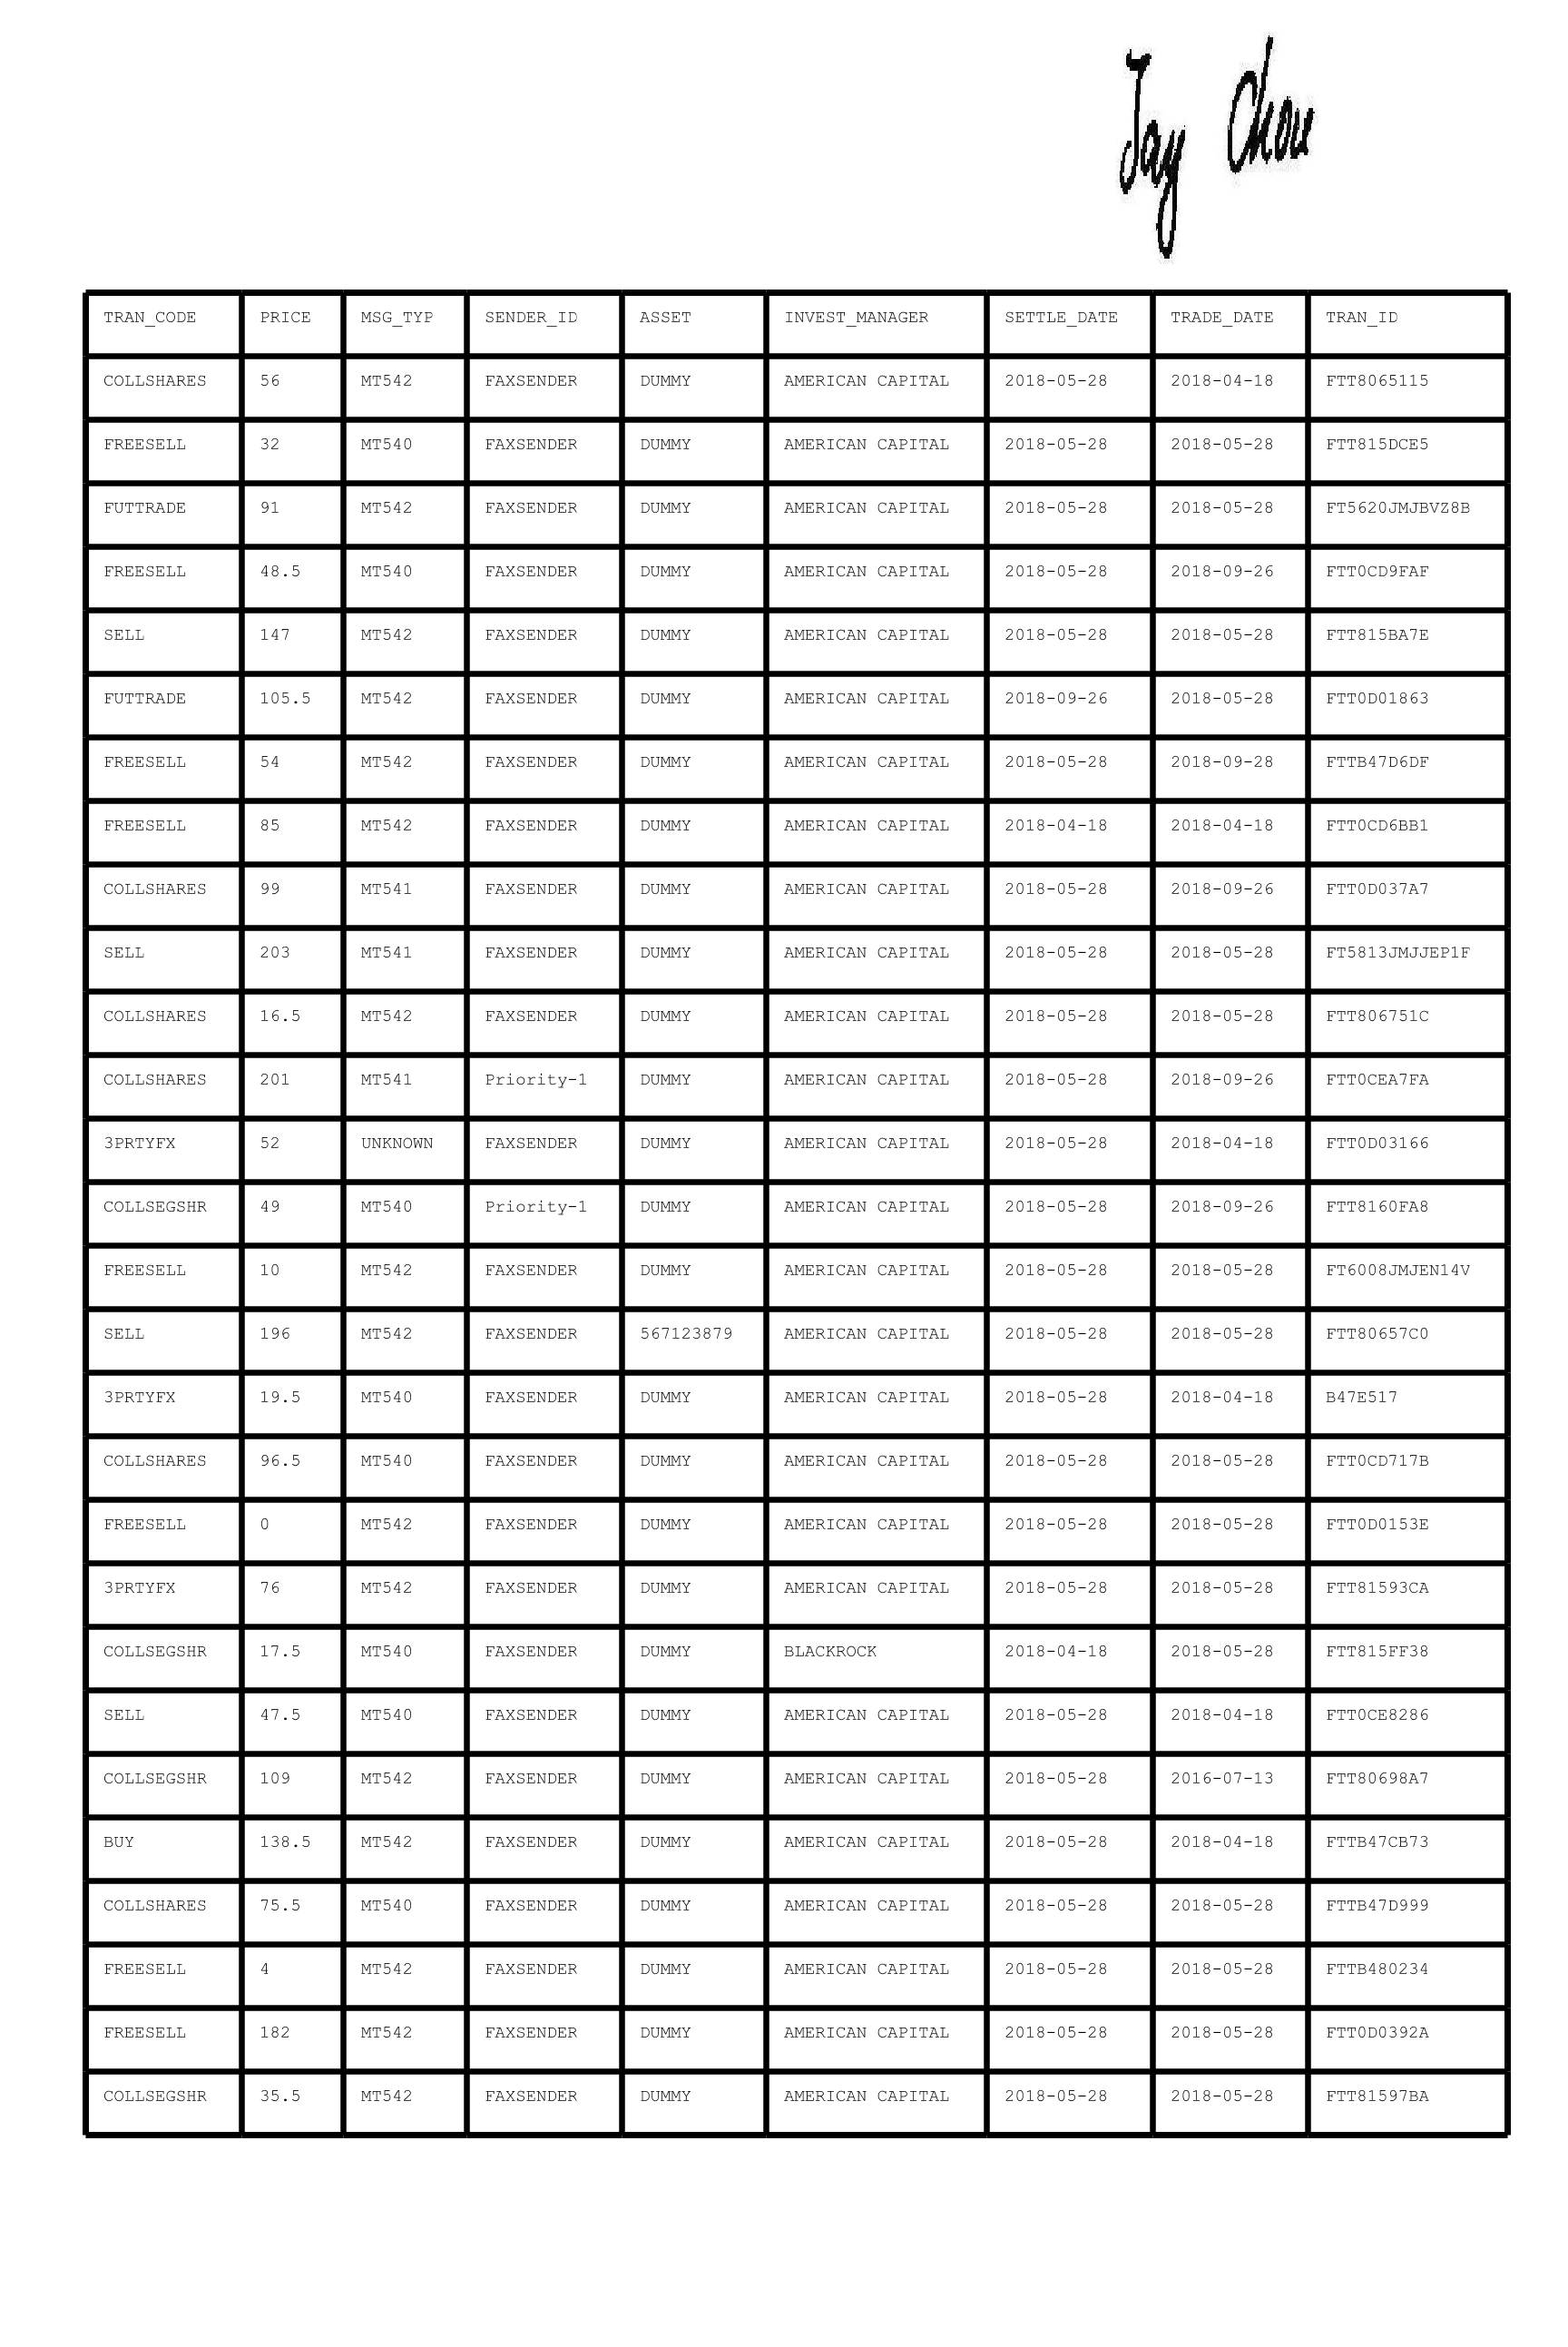 Jay Chou
TRAN_CODE PRICE MSG_TYP SENDER_ID ASSET INVEST_MANAGER SETTLE_DATE TRADE_DATE TRAN_ID
COLLSHARES 56 MT542 FAXSENDER DUMMY AMERICAN CAPITAL 2018-05-28 2018-04-18 FTT8065115
FREESELL 32 MT540 FAXSENDER DUMMY AMERICAN CAPITAL 2018-05-28 2018-05-28 FTT815DCE5
FUTTRADE 91 MT542 FAXSENDER DUMMY AMERICAN CAPITAL 2018-05-28 2018-05-28 FT5620JMJBVZ8B
FREESELL 48.5 MT540 FAXSENDER DUMMY AMERICAN CAPITAL 2018-05-28 2018-09-26 FTT0CD9FAF
SELL 147 MT542 FAXSENDER DUMMY AMERICAN CAPITAL 2018-05-28 2018-05-28 FTT815BA7E
FUTTRADE 105.5 MT542 FAXSENDER DUMMY AMERICAN CAPITAL 2018-09-26 2018-05-28 FTT0D01863
FREESELL 54 MT542 FAXSENDER DUMMY AMERICAN CAPITAL 2018-05-28 2018-09-28 FTTB47D6DF
FREESELL 85 MT542 FAXSENDER DUMMY AMERICAN CAPITAL 2018-04-18 2018-04-18 FTT0CD6BB1
COLLSHARES 99 MT541 FAXSENDER DUMMY AMERICAN CAPITAL 2018-05-28 2018-09-26 FTT0D037A7
SELL 203 MT541 FAXSENDER DUMMY AMERICAN CAPITAL 2018-05-28 2018-05-28 FT5813JMJJEP1F
COLLSHARES 16.5 MT542 FAXSENDER DUMMY AMERICAN CAPITAL 2018-05-28 2018-05-28 FTT806751C
COLLSHARES 201 MT541 Priority-1 DUMMY AMERICAN CAPITAL 2018-05-28 2018-09-26 FTT0CEA7FA
3PRTYFX 52 UNKNOWN FAXSENDER DUMMY AMERICAN CAPITAL 2018-05-28 2018-04-18 FTT0D03166
COLLSEGSHR 49 MT540 Priority-1 DUMMY AMERICAN CAPITAL 2018-05-28 2018-09-26 FTT8160FA8
FREESELL 10 MT542 FAXSENDER DUMMY AMERICAN CAPITAL 2018-05-28 2018-05-28 FT6008JMJEN14V
SELL 196 MT542 FAXSENDER 567123879 AMERICAN CAPITAL 2018-05-28 2018-05-28 FTT80657C0
3PRTYFX 19.5 MT540 FAXSENDER DUMMY AMERICAN CAPITAL 2018-05-28 2018-04-18 B47E517
COLLSHARES 96.5 MT540 FAXSENDER DUMMY AMERICAN CAPITAL 2018-05-28 2018-05-28 FTT0CD717B
FREESELL 0 MT542 FAXSENDER DUMMY AMERICAN CAPITAL 2018-05-28 2018-05-28 FTT0D0153E
3PRTYFX 76 MT542 FAXSENDER DUMMY AMERICAN CAPITAL 2018-05-28 2018-05-28 FTT81593CA
COLLSEGSHR 17.5 MT540 FAXSENDER DUMMY BLACKROCK 2018-04-18 2018-05-28 FTT815FF38
SELL 47.5 MT540 FAXSENDER DUMMY AMERICAN CAPITAL 2018-05-28 2018-04-18 FTT0CE8286
COLLSEGSHR 109 MT542 FAXSENDER DUMMY AMERICAN CAPITAL 2018-05-28 2016-07-13 FTT80698A7
BUY 138.5 MT542 FAXSENDER DUMMY AMERICAN CAPITAL 2018-05-28 2018-04-18 FTTB47CB73
COLLSHARES 75.5 MT540 FAXSENDER DUMMY AMERICAN CAPITAL 2018-05-28 2018-05-28 FTTB47D999
FREESELL 4 MT542 FAXSENDER DUMMY AMERICAN CAPITAL 2018-05-28 2018-05-28 FTTB480234
FREESELL 182 MT542 FAXSENDER DUMMY AMERICAN CAPITAL 2018-05-28 2018-05-28 FTT0D0392A
COLLSEGSHR 35.5 MT542 FAXSENDER DUMMY AMERICAN CAPITAL 2018-05-28 2018-05-28 FTT81597BA